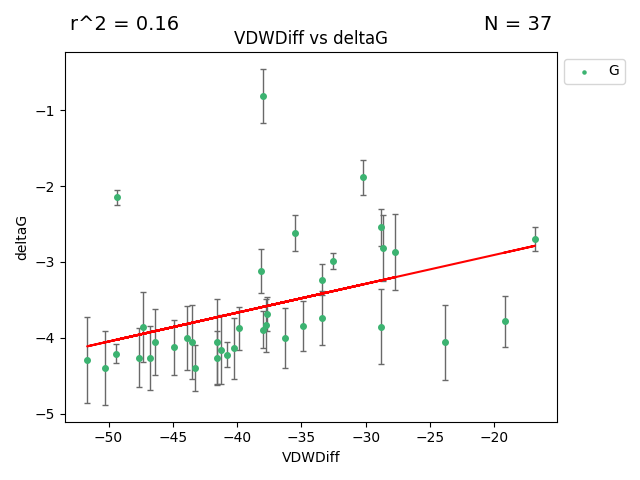 r^2 = 0.16
N = 37
VDWDiff vs deltaG
G
deltaG
−1
−2
−3
−4
−5
−50
−45
−40
−35
−30
−25
−20
VDWDiff